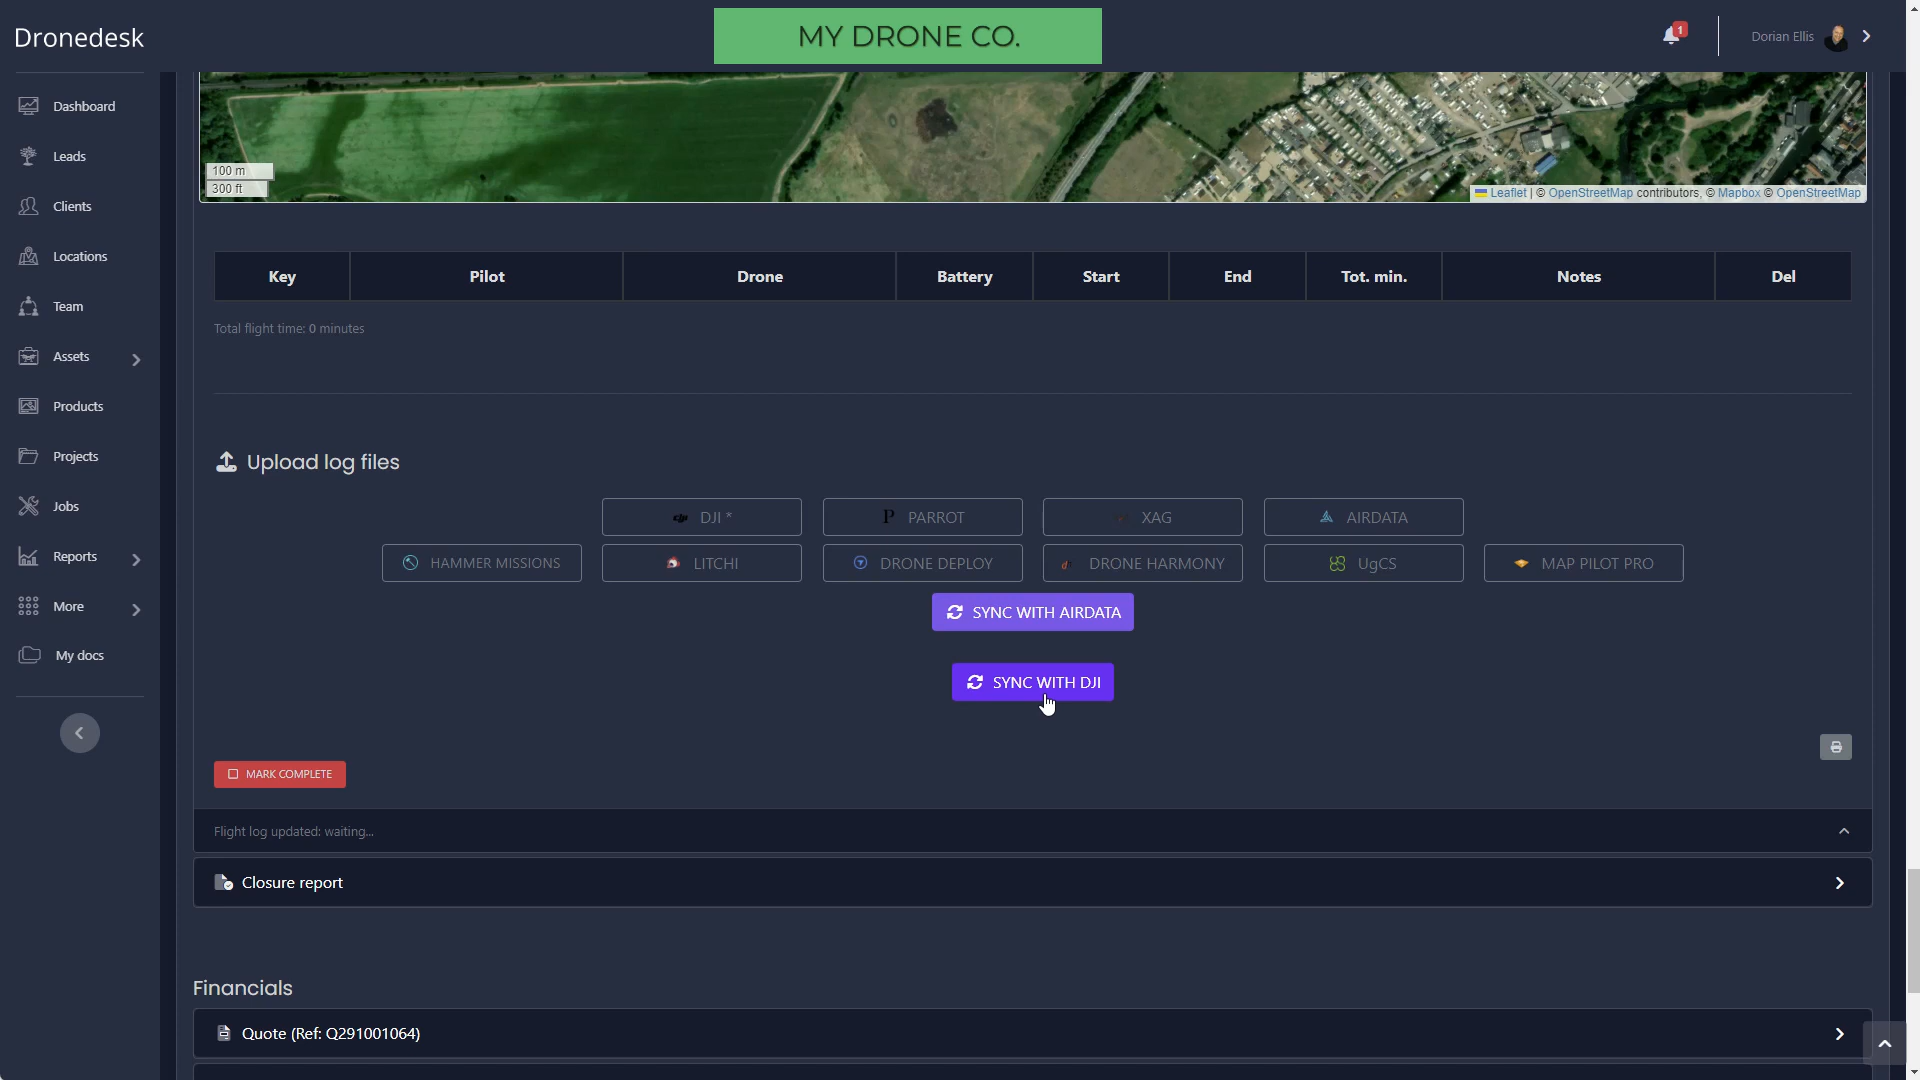 Dronedesk
MY DRONE CO.
1
Dorian Ellis
Dashboard
Leads
Clients
Locations
Team
Assets
Products
Projects
Jobs
Reports
More
My docs
100 m
300 ft
Leaflet | © OpenStreetMap contributors, © Mapbox © OpenStreetMap
Key Pilot Drone Battery Start End Tot. min. Notes Del
Total flight time: 0 minutes
Upload log files
DJI * PARROT XAG AIRDATA
HAMMER MISSIONS LITCHI DRONE DEPLOY DRONE HARMONY UgCS MAP PILOT PRO
SYNC WITH AIRDATA
SYNC WITH DJI
MARK COMPLETE
Flight log updated: waiting...
Closure report
Financials
Quote (Ref: Q291001064)